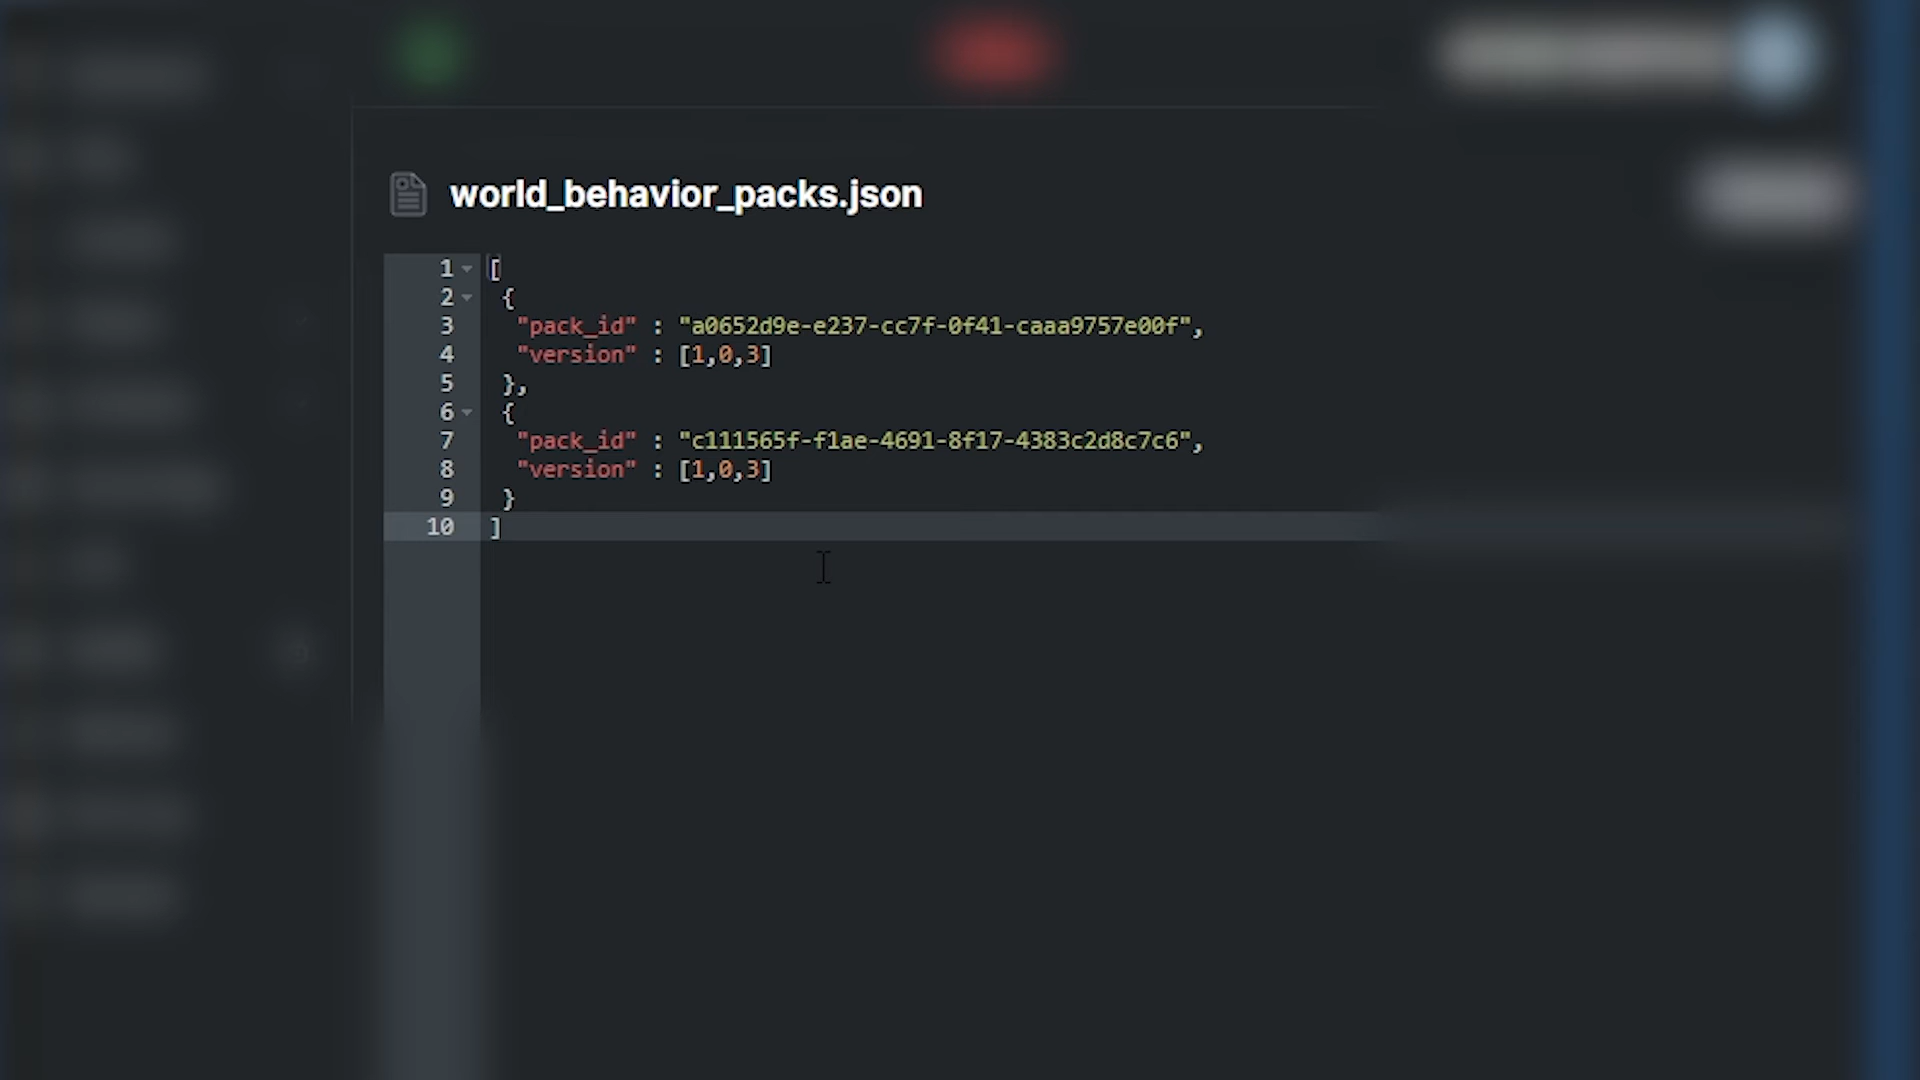 world_behavior_packs.json
1 [
2 {
3 "pack_id" : "a0652d9e-e237-cc7f-0f41-caaa9757e00f",
4 "version" : [1,0,3]
5 },
6 {
7 "pack_id" : "c111565f-f1ae-4691-8f17-4383c2d8c7c6",
8 "version" : [1,0,3]
9 }
10 ]